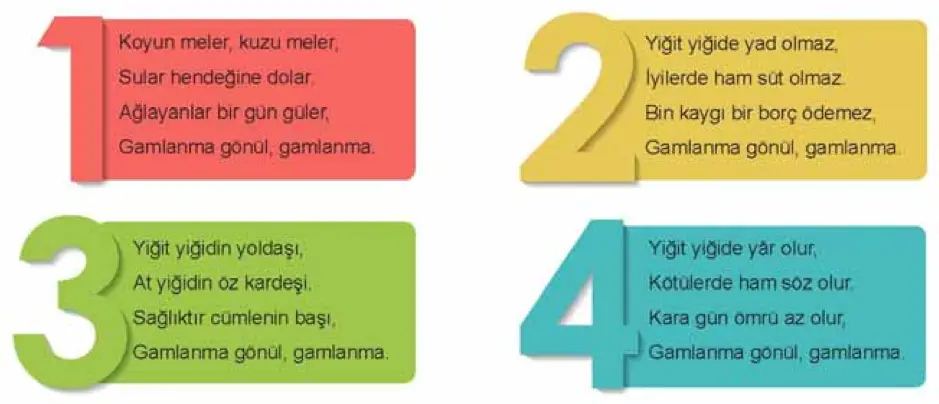 1
Koyun meler, kuzu meler,
Sular hendeğine dolar.
Ağlayanlar bir gün güler,
Gamlanma gönül, gamlanma.
2
Yiğit yiğide yad olmaz,
İyilerde ham süt olmaz.
Bin kaygı bir borç ödemez,
Gamlanma gönül, gamlanma.
3
Yiğit yiğidin yoldaşı,
At yiğidin öz kardeşi.
Sağlıktır cümlenin başı,
Gamlanma gönül, gamlanma.
4
Yiğit yiğide yâr olur,
Kötülerde ham söz olur.
Kara gün ömrü az olur,
Gamlanma gönül, gamlanma.